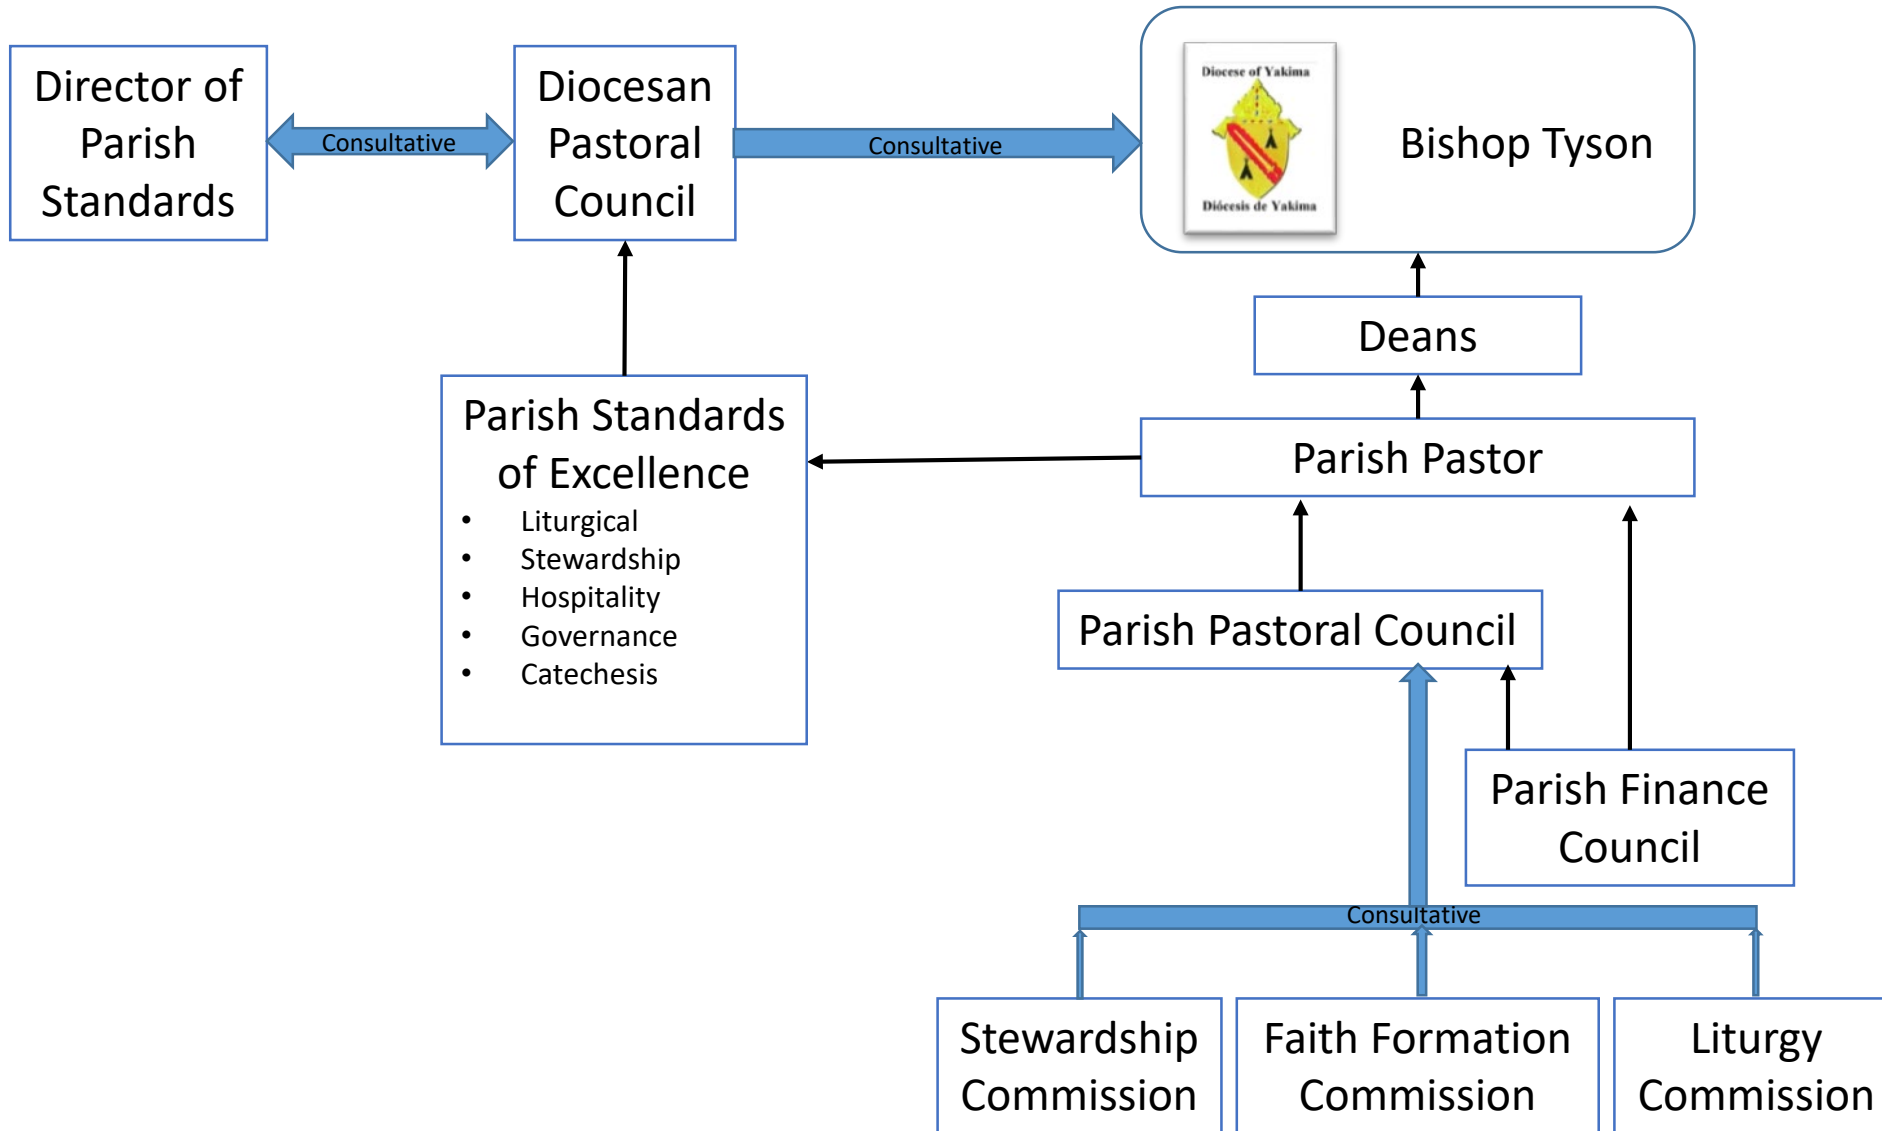 Director of
Parish
Standards
Consultative
Diocesan
Pastoral
Council
Consultative
Diocese of Yakima
Diócesis de Yakima
Bishop Tyson
Deans
Parish Pastor
Parish Standards
of Excellence
• Liturgical
• Stewardship
• Hospitality
• Governance
• Catechesis
Parish Pastoral Council
Parish Finance
Council
Consultative
Stewardship
Commission
Faith Formation
Commission
Liturgy
Commission